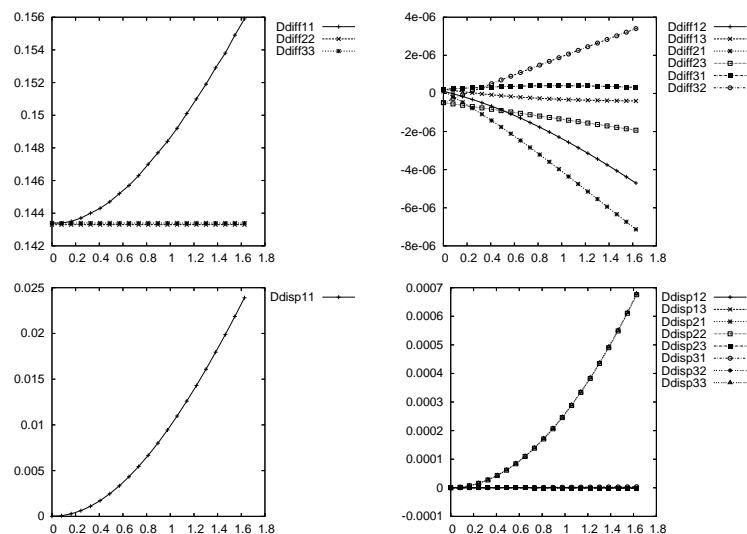 0.156
0.154
0.152
0.15
0.148
0.146
0.144
0.142
0 0.2 0.4 0.6 0.8 1 1.2 1.4 1.6 1.8
Ddiff11
Ddiff22
Ddiff33
4e-06
2e-06
0
-2e-06
-4e-06
-6e-06
-8e-06
0 0.2 0.4 0.6 0.8 1 1.2 1.4 1.6 1.8
Ddiff12
Ddiff13
Ddiff21
Ddiff23
Ddiff31
Ddiff32
0.025
0.02
0.015
0.01
0.005
0
0 0.2 0.4 0.6 0.8 1 1.2 1.4 1.6 1.8
Ddisp11
0.0007
0.0006
0.0005
0.0004
0.0003
0.0002
0.0001
0
-0.0001
0 0.2 0.4 0.6 0.8 1 1.2 1.4 1.6 1.8
Ddisp12
Ddisp13
Ddisp21
Ddisp22
Ddisp23
Ddisp31
Ddisp32
Ddisp33